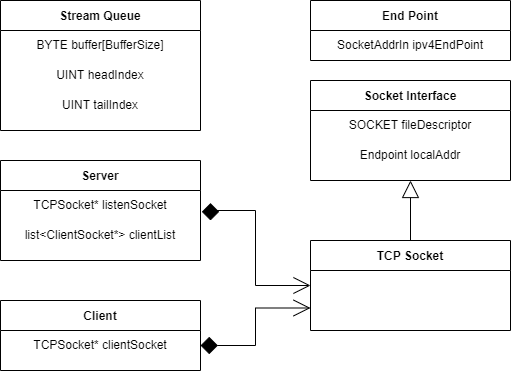 Stream Queue
BYTE buffer[BufferSize]
UINT headIndex
UINT tailIndex
End Point
SocketAddrIn ipv4EndPoint
Socket Interface
SOCKET fileDescriptor
Endpoint localAddr
Server
TCPSocket* listenSocket
list<ClientSocket*> clientList
TCP Socket
Client
TCPSocket* clientSocket